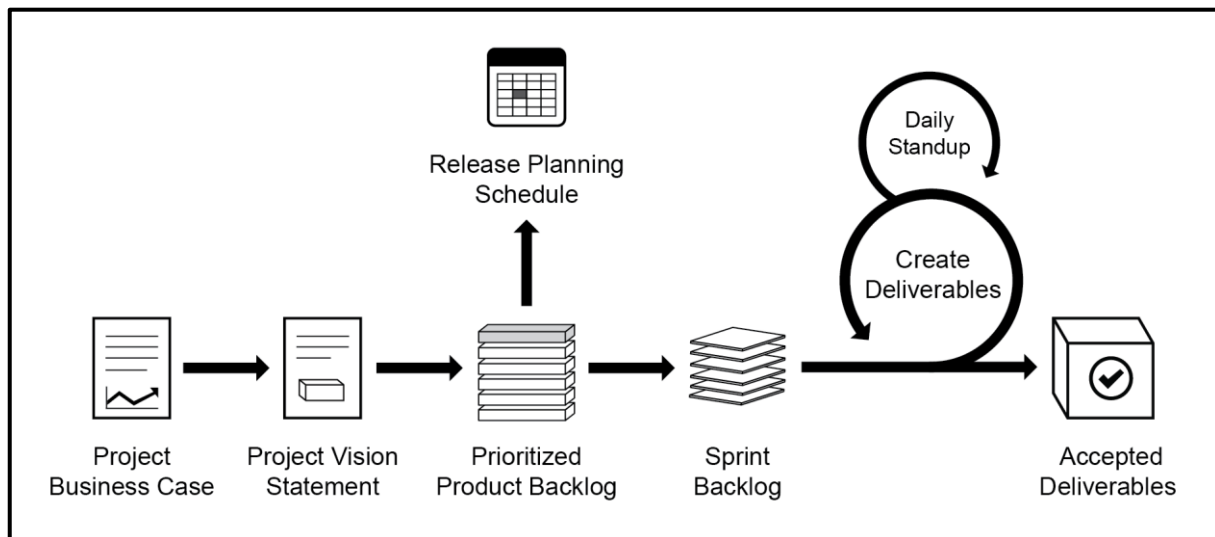 Daily
Standup
Release Planning
Schedule
Create
Deliverables
Project
Business Case
Project Vision
Statement
Prioritized
Product Backlog
Sprint
Backlog
Accepted
Deliverables